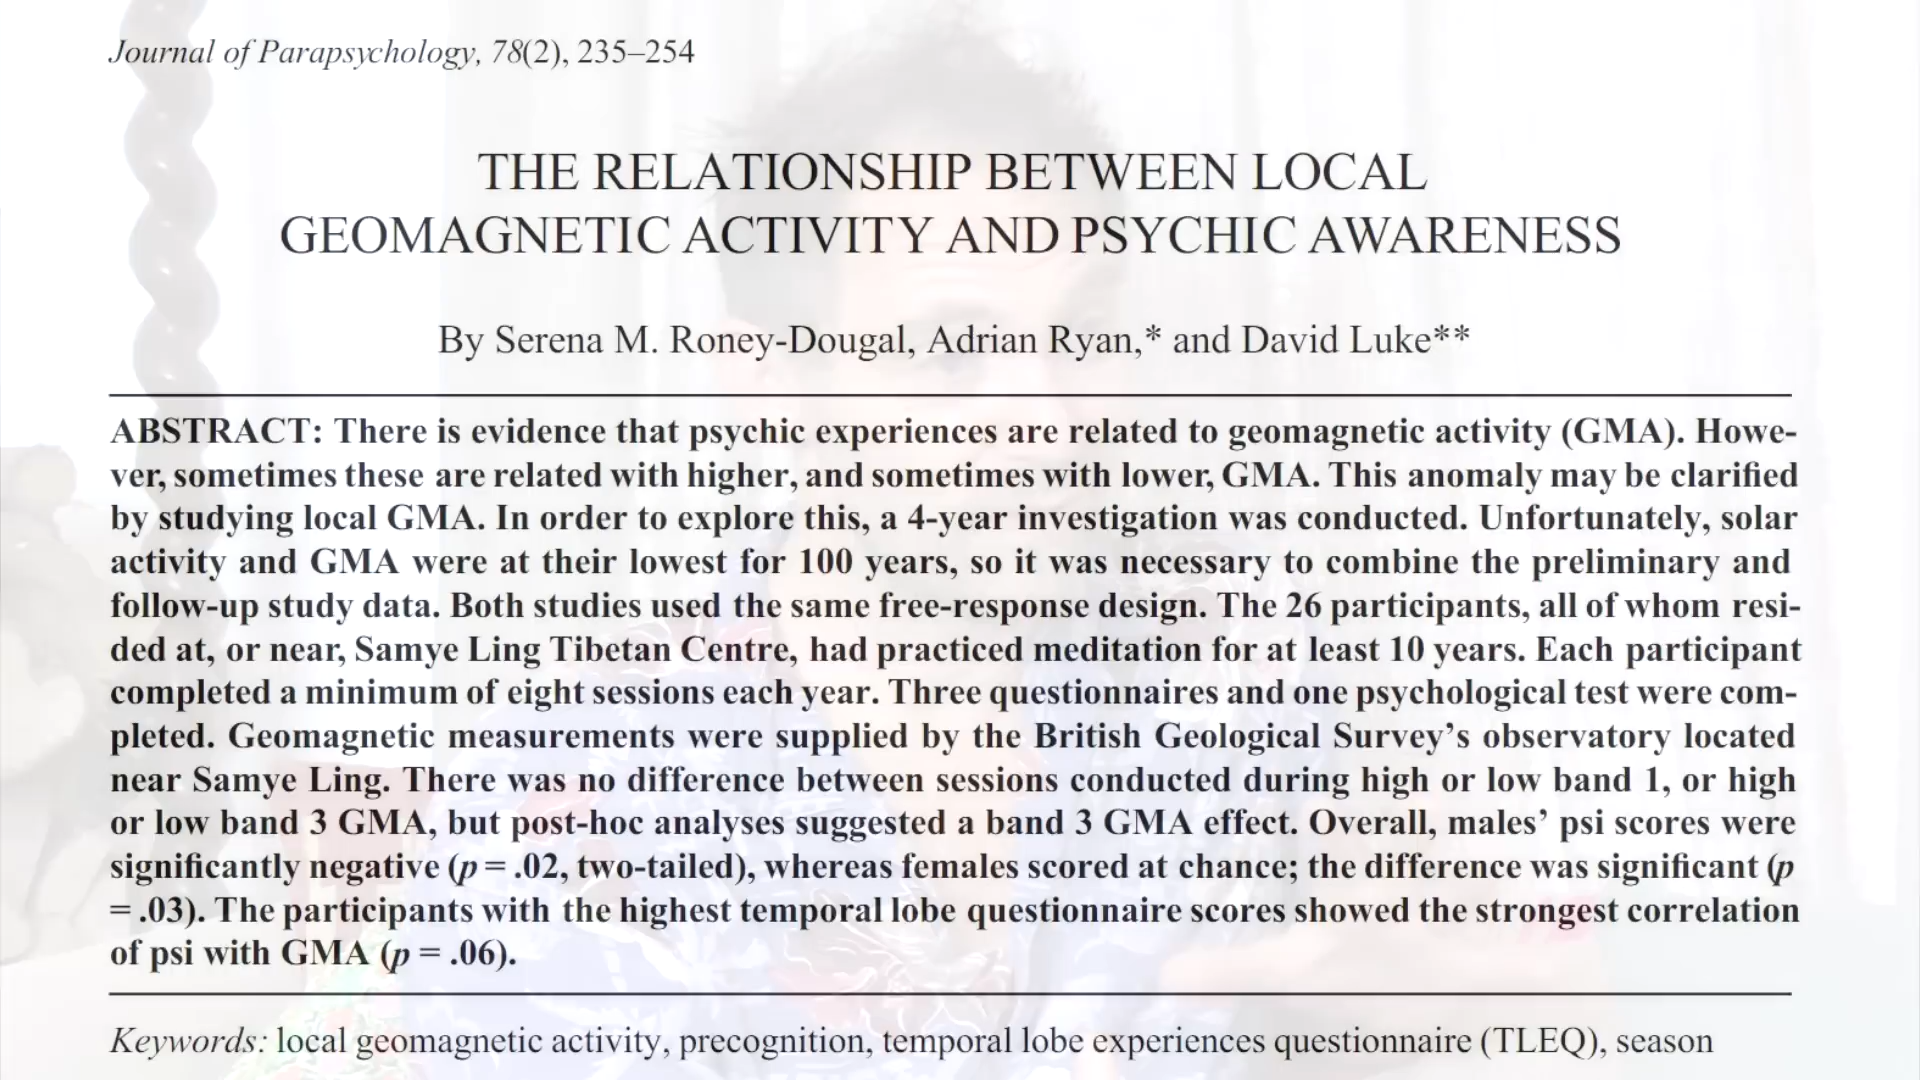 Journal of Parapsychology, 78(2), 235–254
THE RELATIONSHIP BETWEEN LOCAL
GEOMAGNETIC ACTIVITY AND PSYCHIC AWARENESS
By Serena M. Roney-Dougal, Adrian Ryan,* and David Luke**
ABSTRACT: There is evidence that psychic experiences are related to geomagnetic activity (GMA). Howe-
ver, sometimes these are related with higher, and sometimes with lower, GMA. This anomaly may be clarified
by studying local GMA. In order to explore this, a 4-year investigation was conducted. Unfortunately, solar
activity and GMA were at their lowest for 100 years, so it was necessary to combine the preliminary and
follow-up study data. Both studies used the same free-response design. The 26 participants, all of whom resi-
ded at, or near, Samye Ling Tibetan Centre, had practiced meditation for at least 10 years. Each participant
completed a minimum of eight sessions each year. Three questionnaires and one psychological test were com-
pleted. Geomagnetic measurements were supplied by the British Geological Survey’s observatory located
near Samye Ling. There was no difference between sessions conducted during high or low band 1, or high
or low band 3 GMA, but post-hoc analyses suggested a band 3 GMA effect. Overall, males’ psi scores were
significantly negative (p = .02, two-tailed), whereas females scored at chance; the difference was significant (p
= .03). The participants with the highest temporal lobe questionnaire scores showed the strongest correlation
of psi with GMA (p = .06).
Keywords: local geomagnetic activity, precognition, temporal lobe experiences questionnaire (TLEQ), season